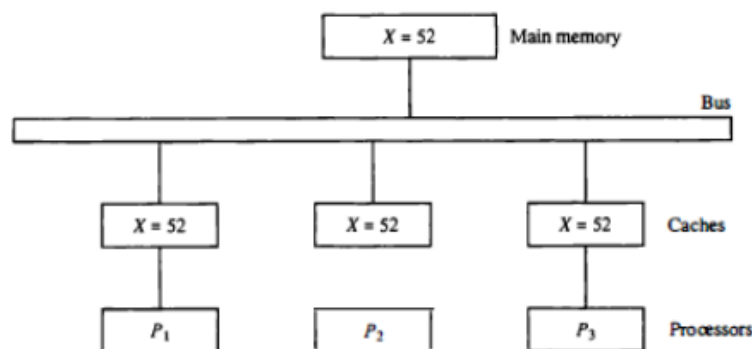 X = 52 Main memory
Bus
X = 52 X = 52 X = 52 Caches
P1 P2 P3 Processors